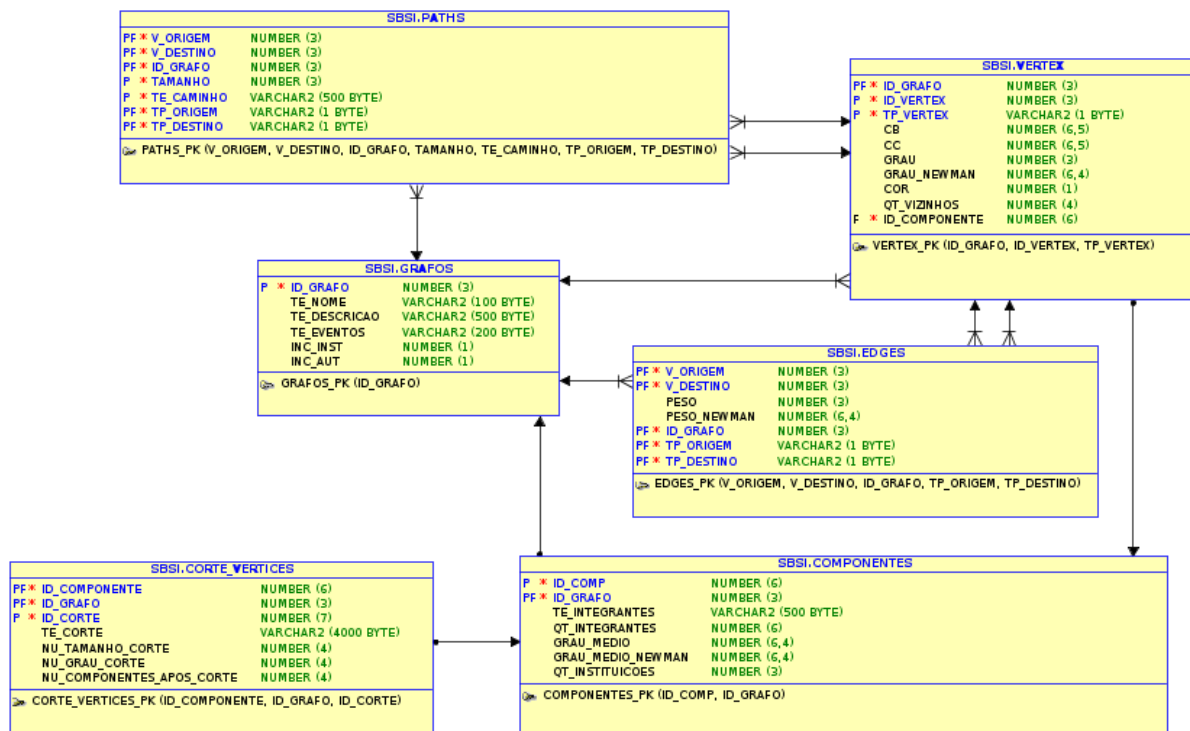 SBSI.PATHS
PF * V_ORIGEM NUMBER (3)
PF * V_DESTINO NUMBER (3)
PF * ID_GRAFO NUMBER (3)
P * TAMANHO NUMBER (3)
P * TE_CAMINHO VARCHAR2 (500 BYTE)
PF * TP_ORIGEM VARCHAR2 (1 BYTE)
PF * TP_DESTINO VARCHAR2 (1 BYTE)
PATHS_PK (V_ORIGEM, V_DESTINO, ID_GRAFO, TAMANHO, TE_CAMINHO, TP_ORIGEM, TP_DESTINO)
SBSI.VERTEX
PF * ID_GRAFO NUMBER (3)
P * ID_VERTEX NUMBER (3)
P * TP_VERTEX VARCHAR2 (1 BYTE)
CB NUMBER (6,5)
CC NUMBER (6,5)
GRAU NUMBER (3)
GRAU_NEWMAN NUMBER (6,4)
COR NUMBER (1)
QT_VIZINHOS NUMBER (4)
F * ID_COMPONENTE NUMBER (6)
VERTEX_PK (ID_GRAFO, ID_VERTEX, TP_VERTEX)
SBSI.GRAFOS
P * ID_GRAFO NUMBER (3)
TE_NOME VARCHAR2 (100 BYTE)
TE_DESCRICAO VARCHAR2 (500 BYTE)
TE_EVENTOS VARCHAR2 (200 BYTE)
INC_INST NUMBER (1)
INC_AUT NUMBER (1)
GRAFOS_PK (ID_GRAFO)
SBSI.EDGES
PF * V_ORIGEM NUMBER (3)
PF * V_DESTINO NUMBER (3)
PESO NUMBER (3)
PESO_NEWMAN NUMBER (6,4)
PF * ID_GRAFO NUMBER (3)
PF * TP_ORIGEM VARCHAR2 (1 BYTE)
PF * TP_DESTINO VARCHAR2 (1 BYTE)
EDGES_PK (V_ORIGEM, V_DESTINO, ID_GRAFO, TP_ORIGEM, TP_DESTINO)
SBSI.CORTE_VERTICES
PF * ID_COMPONENTE NUMBER (6)
PF * ID_GRAFO NUMBER (3)
P * ID_CORTE NUMBER (7)
TE_CORTE VARCHAR2 (4000 BYTE)
NU_TAMANHO_CORTE NUMBER (4)
NU_GRAU_CORTE NUMBER (4)
NU_COMPONENTES_APOS_CORTE NUMBER (4)
CORTE_VERTICES_PK (ID_COMPONENTE, ID_GRAFO, ID_CORTE)
SBSI.COMPONENTES
P * ID_COMP NUMBER (6)
PF * ID_GRAFO NUMBER (3)
TE_INTEGRANTES VARCHAR2 (500 BYTE)
QT_INTEGRANTES NUMBER (6)
GRAU_MEDIO NUMBER (6,4)
GRAU_MEDIO_NEWMAN NUMBER (6,4)
QT_INSTITUICOES NUMBER (3)
COMPONENTES_PK (ID_COMP, ID_GRAFO)